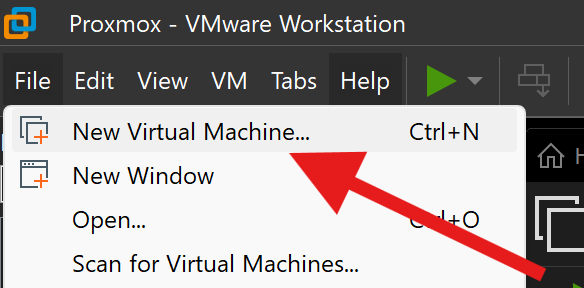 Proxmox - VMware Workstation
File Edit View VM Tabs Help
New Virtual Machine... Ctrl+N
New Window
Open... Ctrl+O
Scan for Virtual Machines...